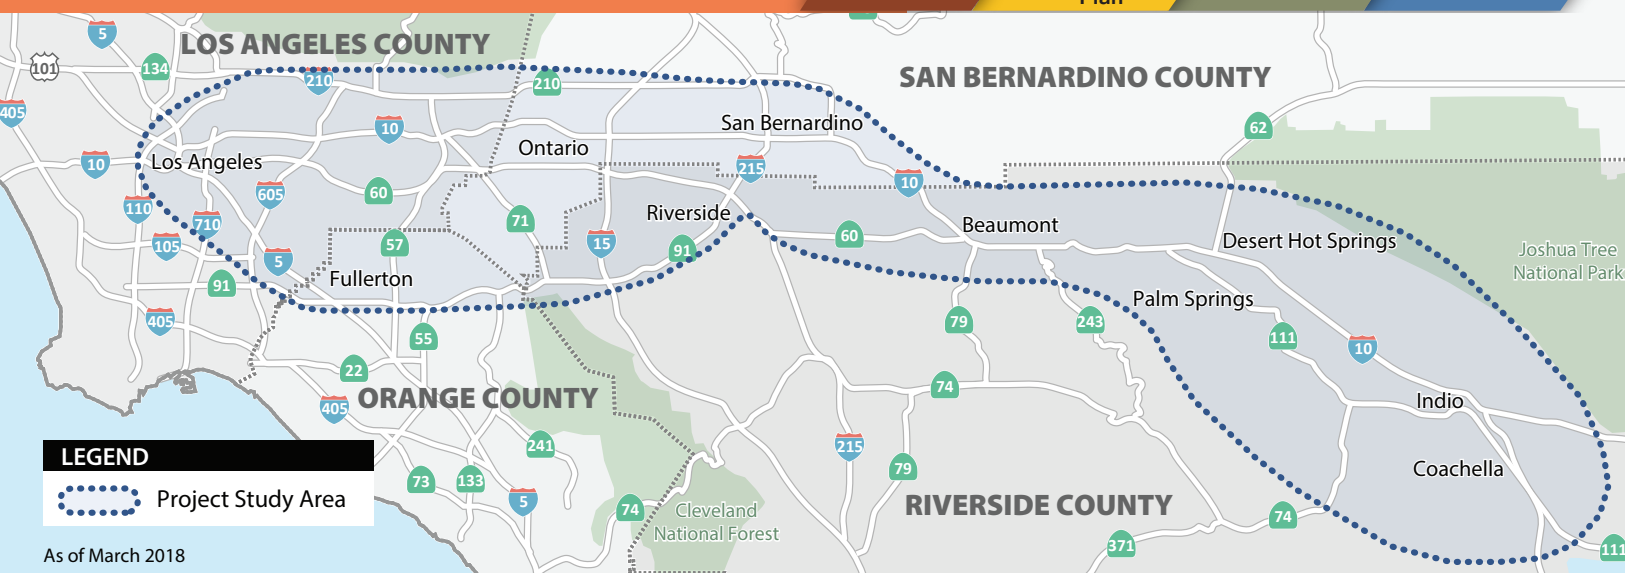 Plan
5
LOS ANGELES COUNTY
101
134
210
210
SAN BERNARDINO COUNTY
405
10
San Bernardino
62
Ontario
10
Los Angeles
215
10
605
60
110
710
71
Riverside
Beaumont
105
57
15
91
60
Desert Hot Springs
Joshua Tree
National Park
5
91
Fullerton
Palm Springs
405
55
79
243
111
10
22
74
405
ORANGE COUNTY
Indio
241
215
79
Coachella
LEGEND
Project Study Area
73
133
5
74
Cleveland
National Forest
RIVERSIDE COUNTY
74
371
111
As of March 2018